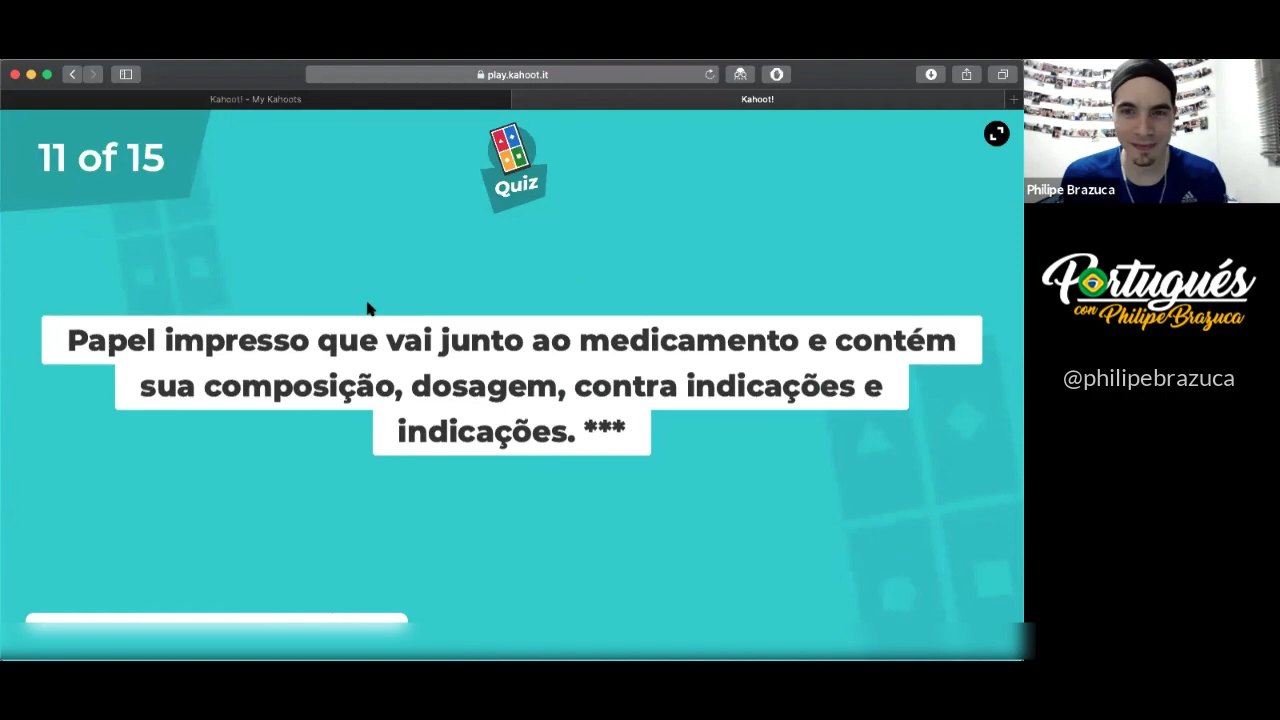 play.kahoot.it
Kahoot! - My Kahoots
Kahoot!
11 of 15
Quiz
Papel impresso que vai junto ao medicamento e contém
sua composição, dosagem, contra indicações e
indicações. ***
Philipe Brazuca
Portugués
con Philipe Brazuca
@philipebrazuca